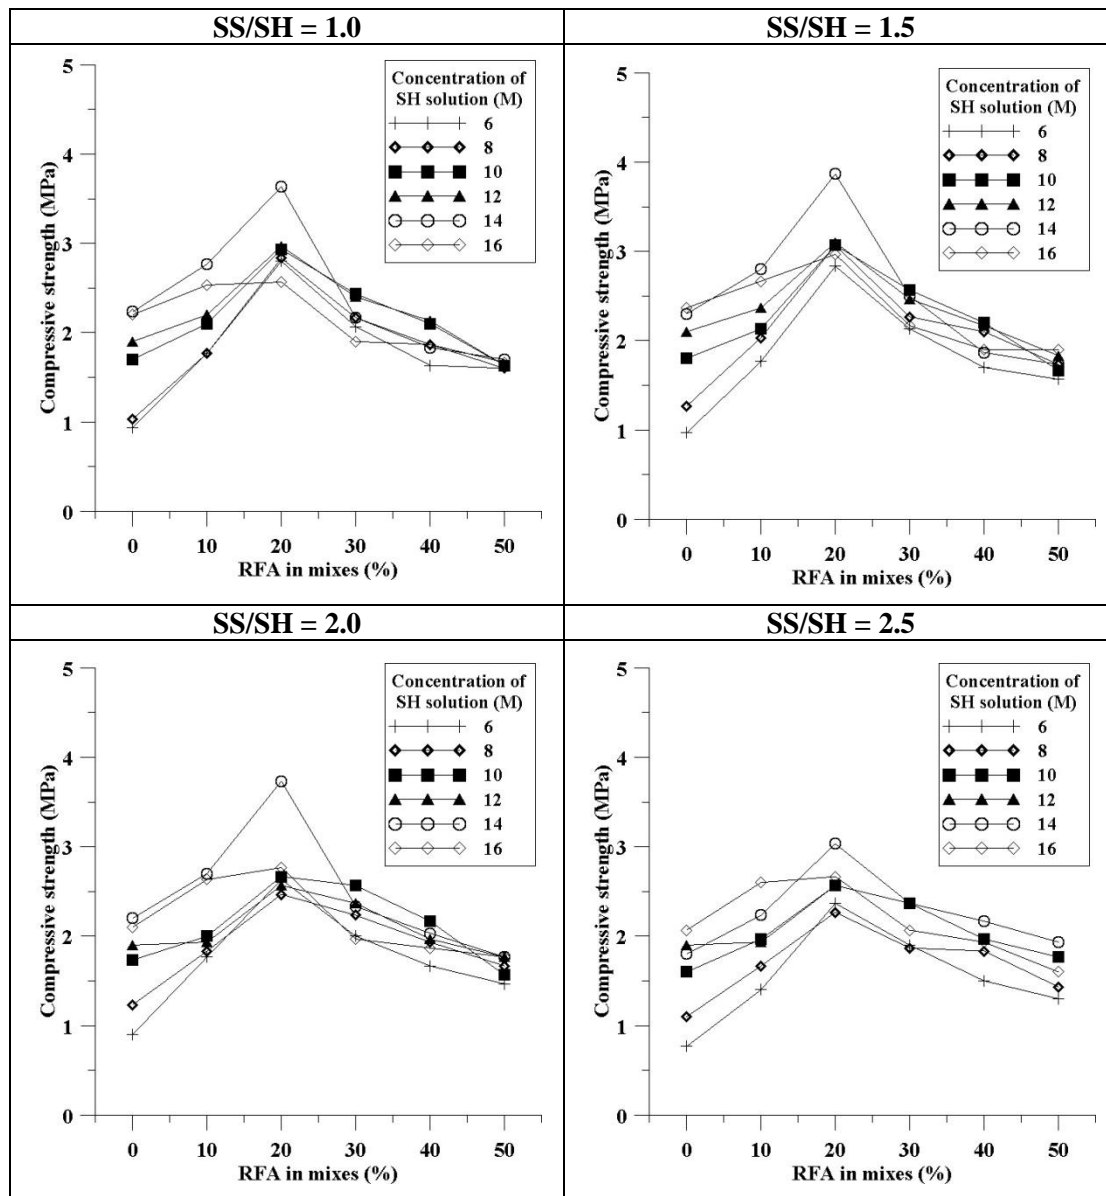 SS/SH = 1.0
5
4
3
2
1
0
Compressive strength (MPa)
Concentration of
SH solution (M)
6
8
10
12
14
16
0 10 20 30 40 50
RFA in mixes (%)
SS/SH = 1.5
5
4
3
2
1
0
Compressive strength (MPa)
Concentration of
SH solution (M)
6
8
10
12
14
16
0 10 20 30 40 50
RFA in mixes (%)
SS/SH = 2.0
5
4
3
2
1
0
Compressive strength (MPa)
Concentration of
SH solution (M)
6
8
10
12
14
16
0 10 20 30 40 50
RFA in mixes (%)
SS/SH = 2.5
5
4
3
2
1
0
Compressive strength (MPa)
Concentration of
SH solution (M)
6
8
10
12
14
16
0 10 20 30 40 50
RFA in mixes (%)